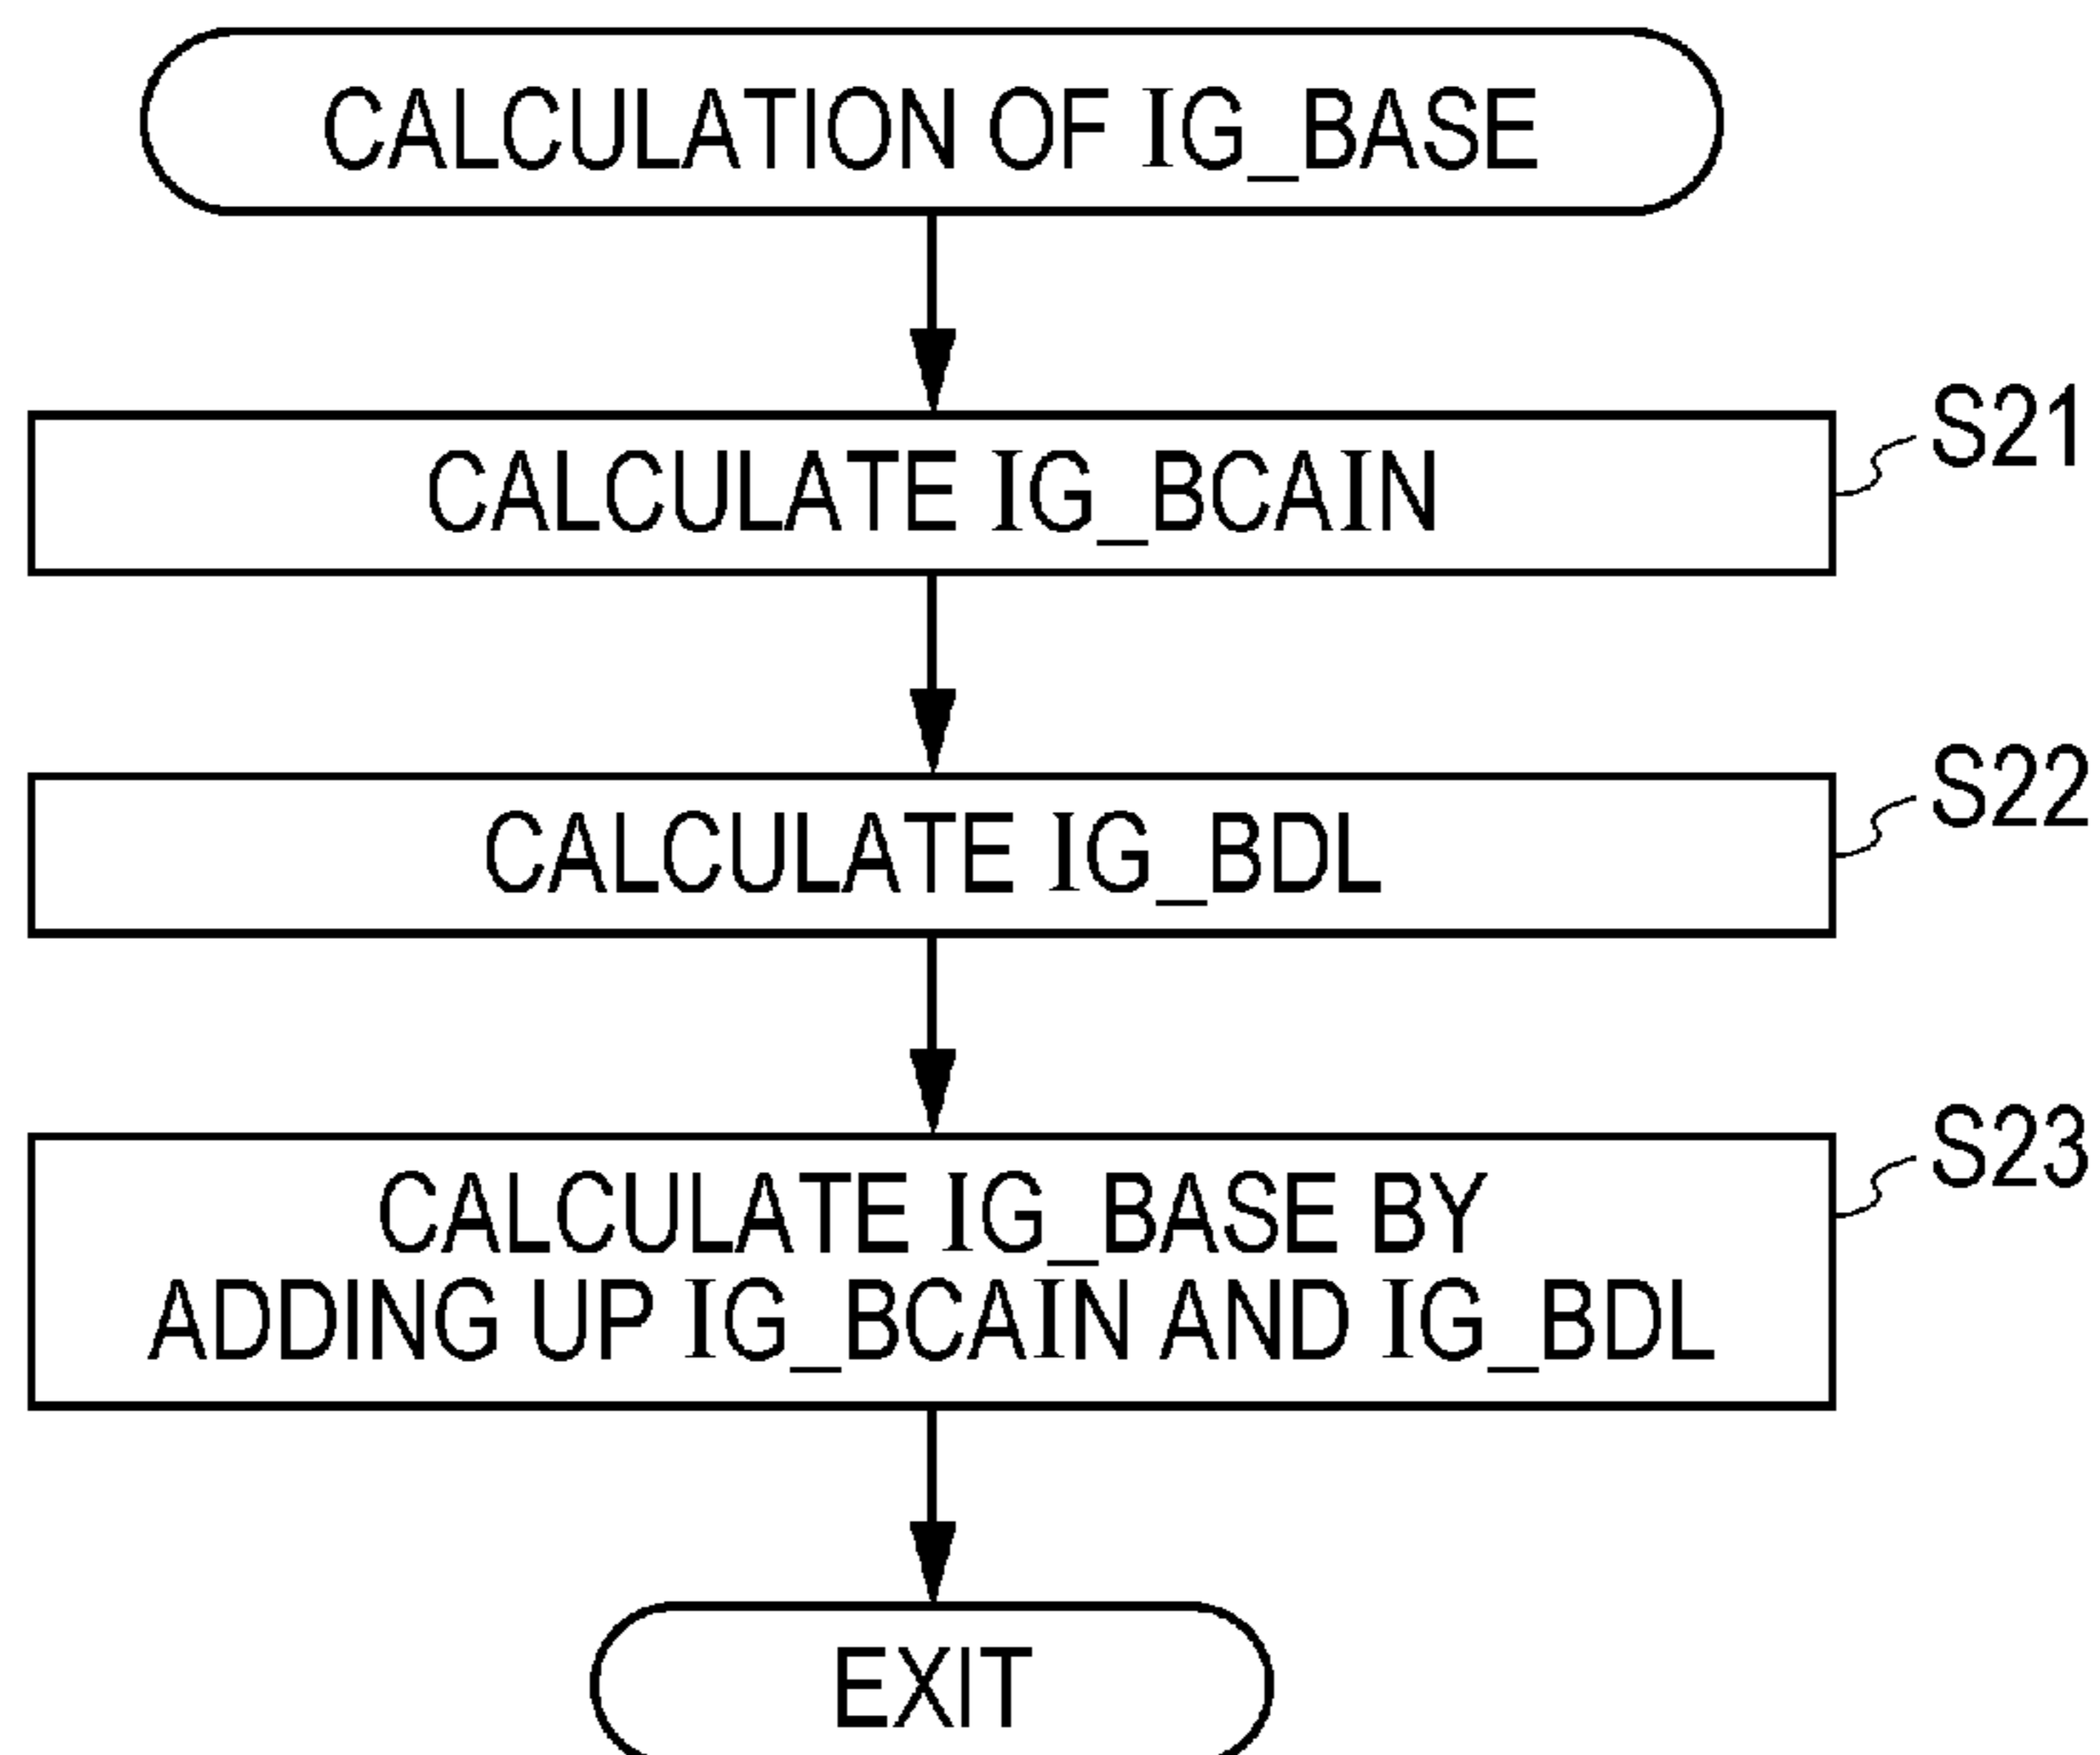 CALCULATION OF IG_BASE
S21
CALCULATE IG_BCAIN
S22
CALCULATE IG_BDL
S23
CALCULATE IG_BASE BY
ADDING UP IG_BCAIN AND IG_BDL
EXIT